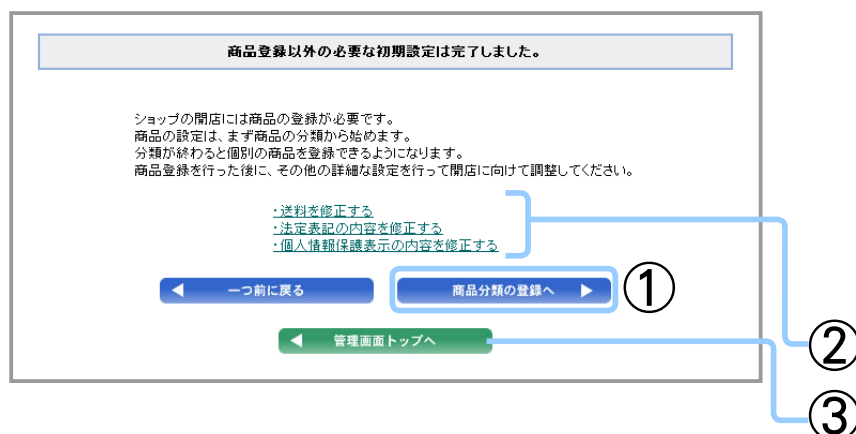 商品登録以外の必要な初期設定は完了しました。
ショップの開店には商品の登録が必要です。
商品の設定は、まず商品の分類から始めます。
分類が終わると個別の商品を登録できるようになります。
商品登録を行った後に、その他の詳細な設定を行って開店に向けて調整してください。
・送料を修正する
・法定表記の内容を修正する
・個人情報保護表示の内容を修正する
◀ 一つ前に戻る
商品分類の登録へ ▶
①
◀ 管理画面トップへ
②
③